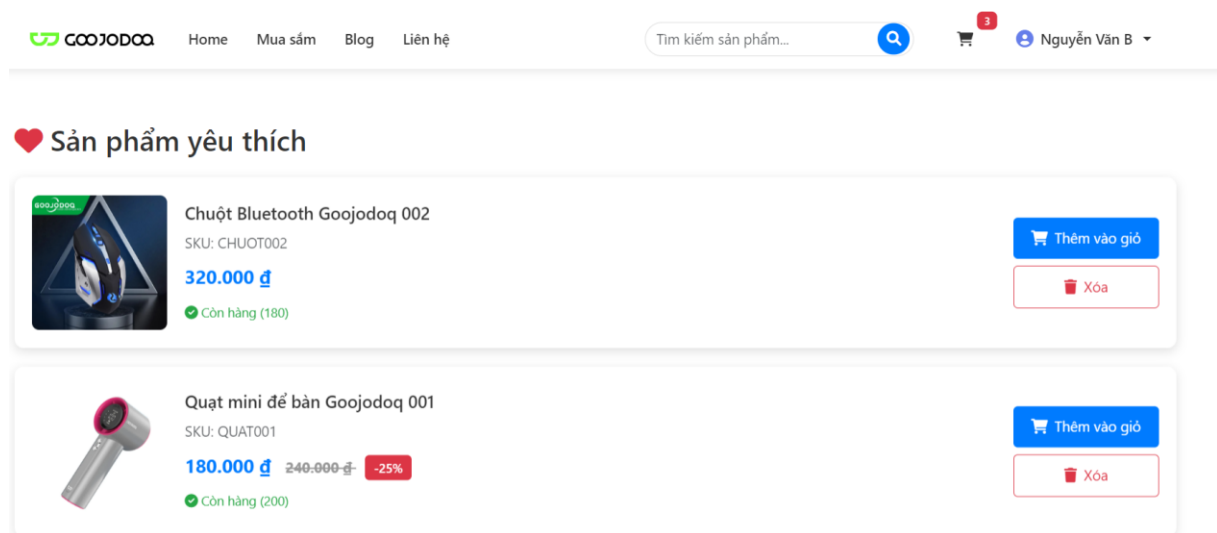 GOOJODOQ Home Mua sắm Blog Liên hệ Tìm kiếm sản phẩm... 3 Nguyễn Văn B
Sản phẩm yêu thích
GOOJODOQ
Chuột Bluetooth Goojodoq 002
SKU: CHUOT002
320.000 ₫
Còn hàng (180)
Thêm vào giỏ
Xóa
Quạt mini để bàn Goojodoq 001
SKU: QUAT001
180.000 ₫ 240.000 ₫ -25%
Còn hàng (200)
Thêm vào giỏ
Xóa